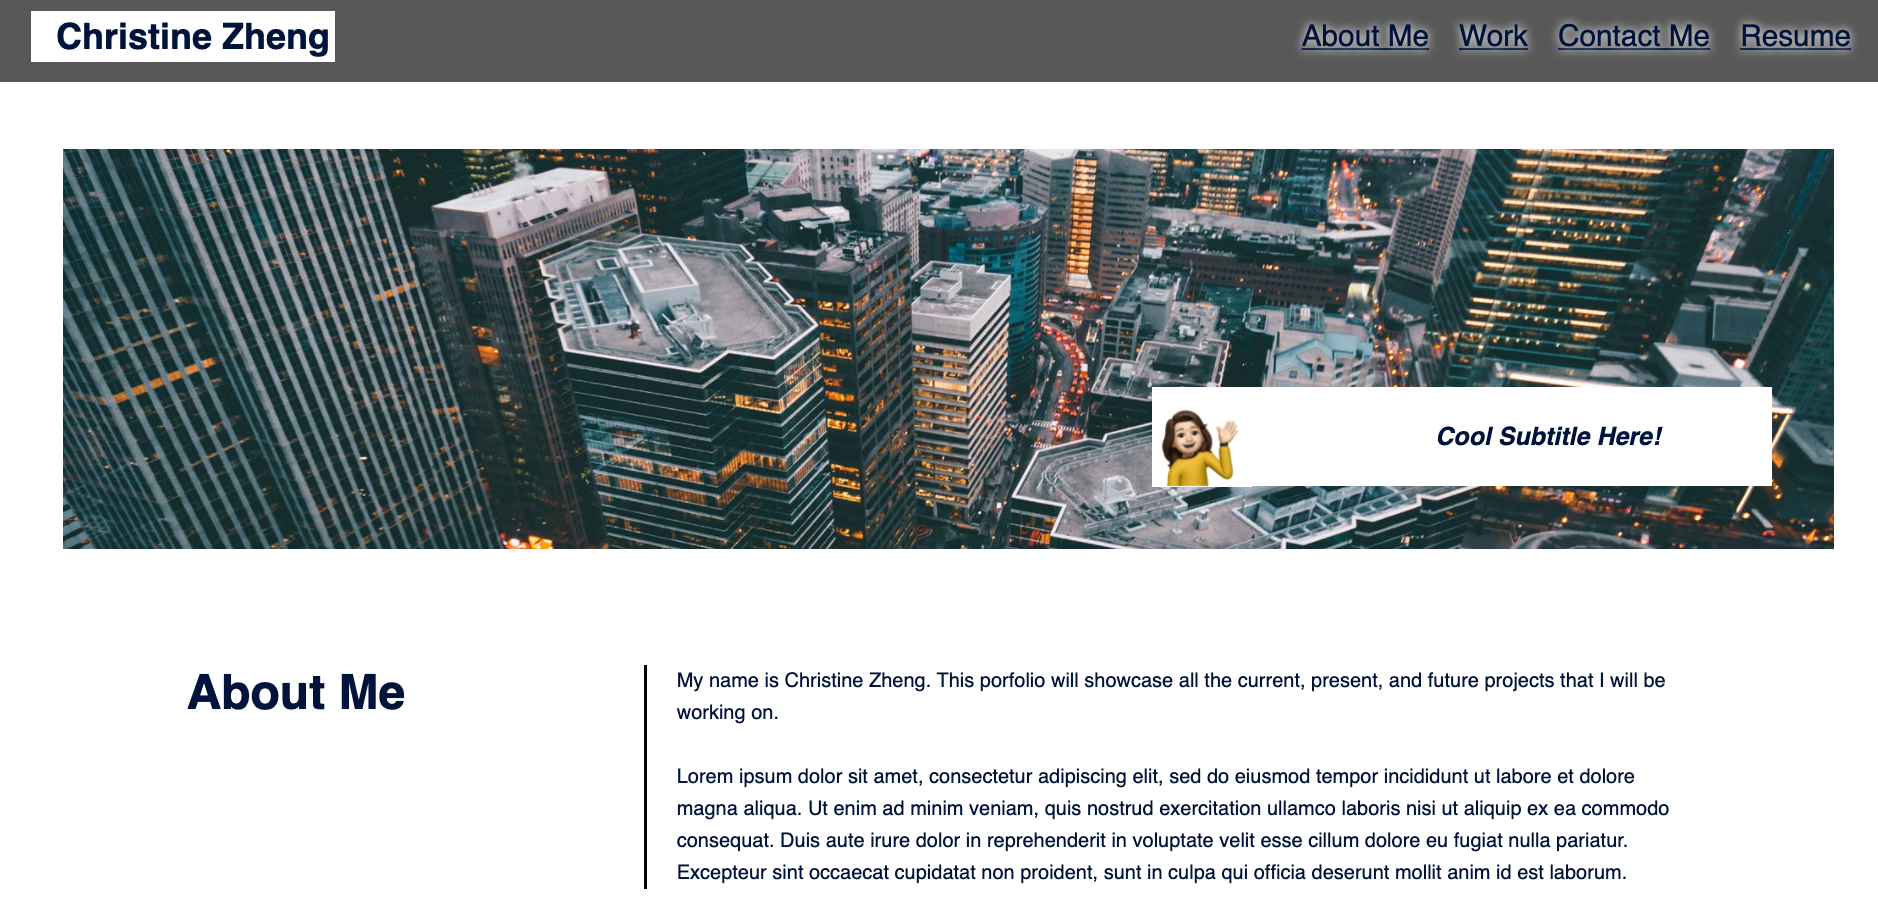 Christine Zheng
About Me Work Contact Me Resume
Cool Subtitle Here!
About Me
My name is Christine Zheng. This porfolio will showcase all the current, present, and future projects that I will be
working on.
Lorem ipsum dolor sit amet, consectetur adipiscing elit, sed do eiusmod tempor incididunt ut labore et dolore
magna aliqua. Ut enim ad minim veniam, quis nostrud exercitation ullamco laboris nisi ut aliquip ex ea commodo
consequat. Duis aute irure dolor in reprehenderit in voluptate velit esse cillum dolore eu fugiat nulla pariatur.
Excepteur sint occaecat cupidatat non proident, sunt in culpa qui officia deserunt mollit anim id est laborum.